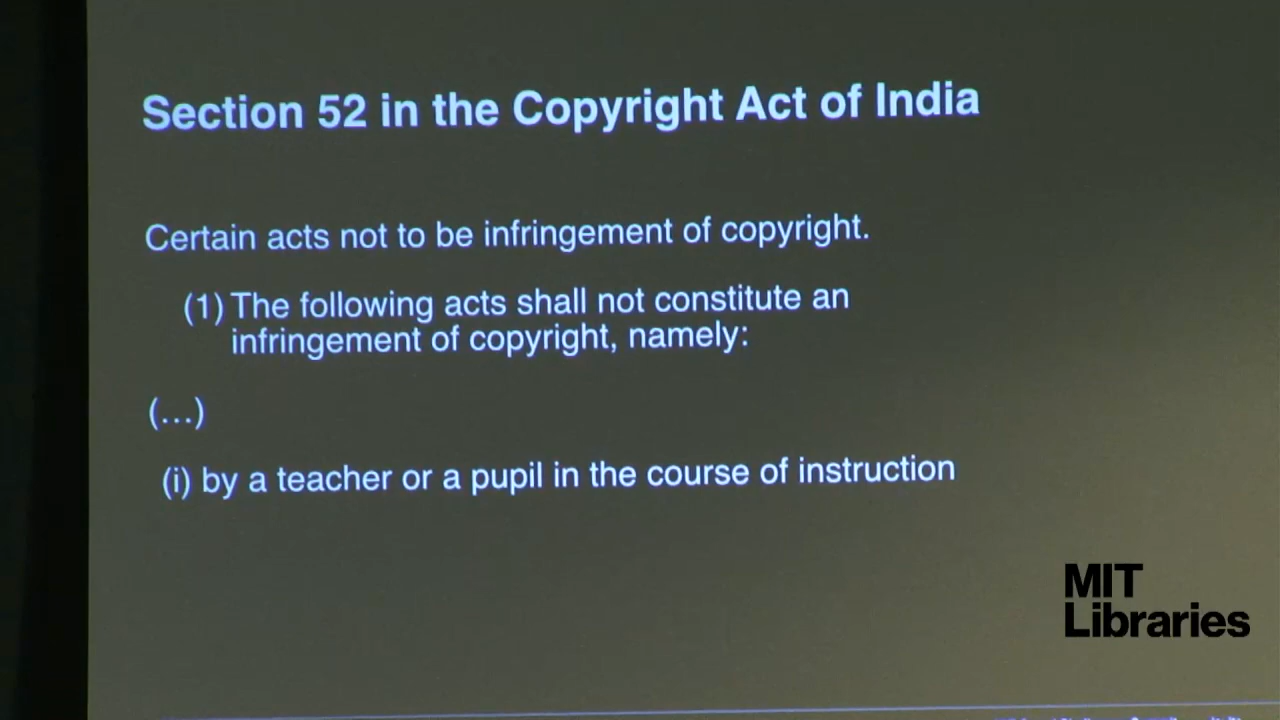 Section 52 in the Copyright Act of India
Certain acts not to be infringement of copyright.
(1) The following acts shall not constitute an
infringement of copyright, namely:
(...)
(i) by a teacher or a pupil in the course of instruction
MIT
Libraries